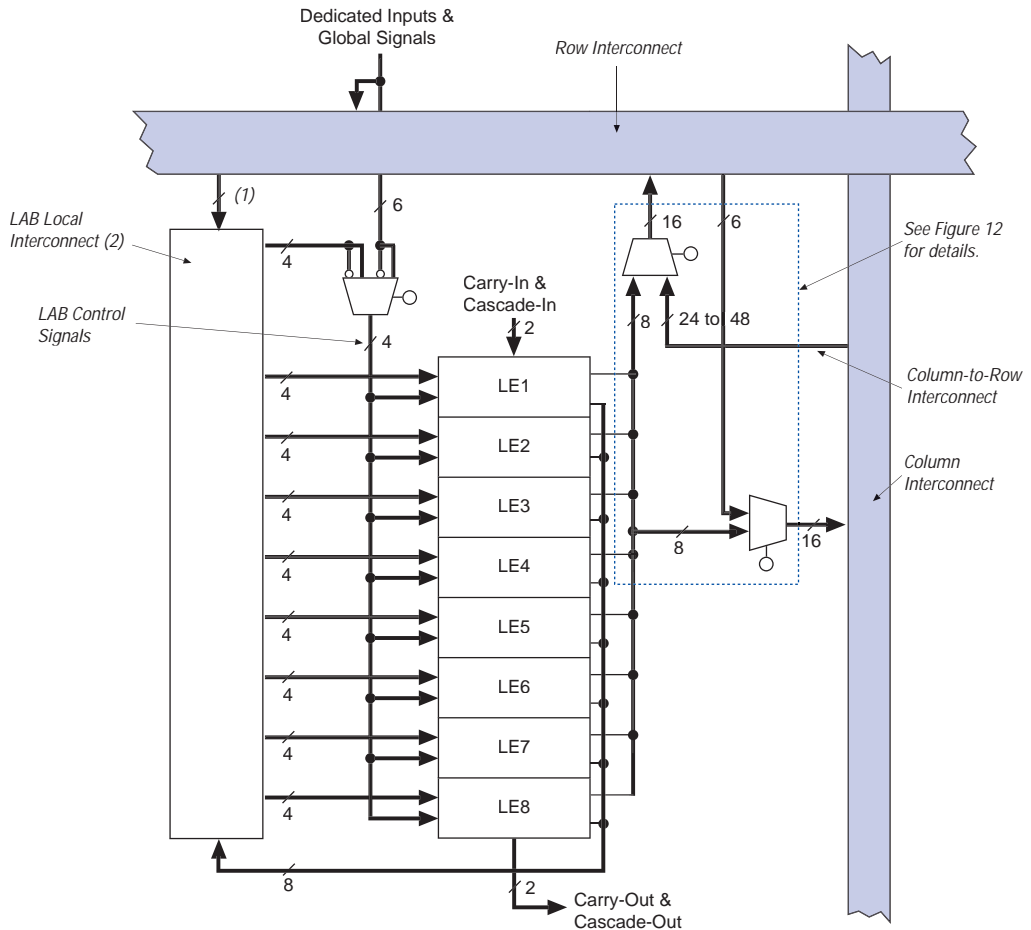 Dedicated Inputs &
Global Signals
Row Interconnect
(1)
6
16
6
LAB Local
Interconnect (2)
See Figure 12
for details.
4
Carry-In &
Cascade-In
LAB Control
Signals
2
8
24 to 48
4
LE1
4
Column-to-Row
Interconnect
LE2
4
Column
Interconnect
LE3
4
8
16
LE4
4
LE5
4
LE6
4
LE7
4
LE8
4
8
2
Carry-Out &
Cascade-Out